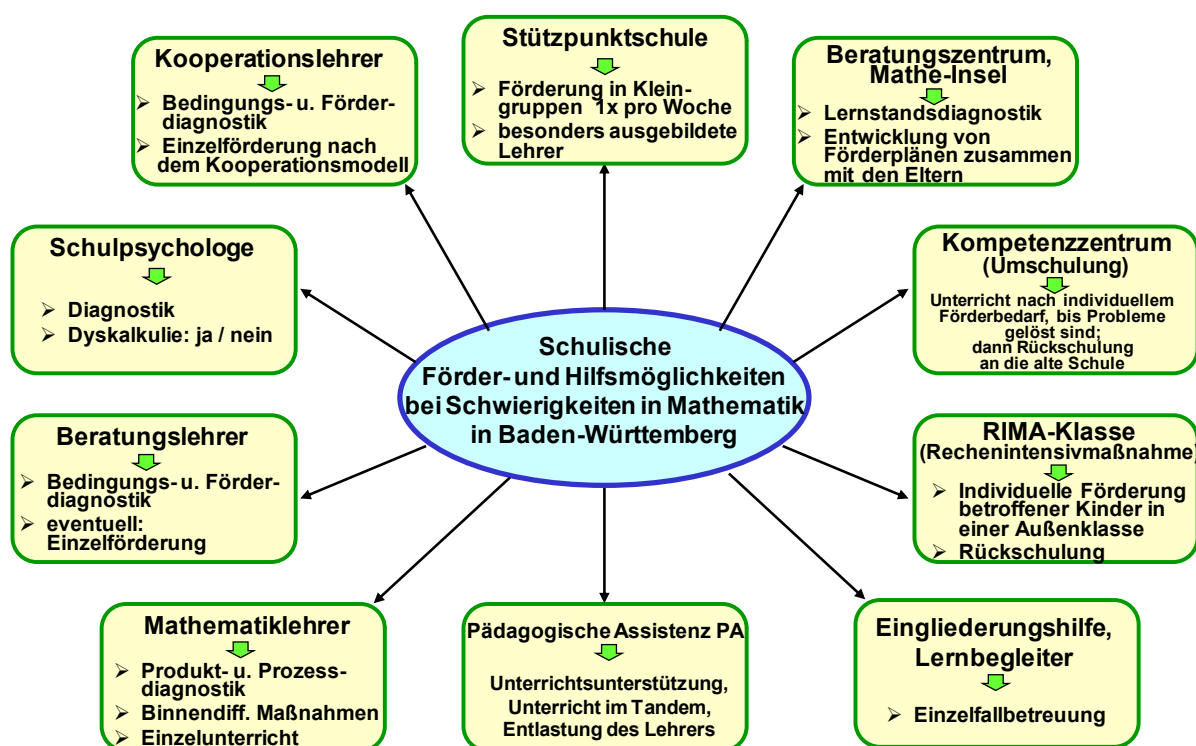 Stützpunktschule
Förderung in Klein-
gruppen 1x pro Woche
besonders ausgebildete
Lehrer
Kooperationslehrer
Bedingungs- u. Förder-
diagnostik
Einzelförderung nach
dem Kooperationsmodell
Beratungszentrum,
Mathe-Insel
Lernstandsdiagnostik
Entwicklung von
Förderplänen zusammen
mit den Eltern
Schulpsychologe
Diagnostik
Dyskalkulie: ja / nein
Kompetenzzentrum
(Umschulung)
Unterricht nach individuellem
Förderbedarf, bis Probleme
gelöst sind;
dann Rückschulung
an die alte Schule
Schulische
Förder- und Hilfsmöglichkeiten
bei Schwierigkeiten in Mathematik
in Baden-Württemberg
Beratungslehrer
Bedingungs- u. Förder-
diagnostik
eventuell:
Einzelförderung
RIMA-Klasse
(Rechenintensivmaßnahme)
Individuelle Förderung
betroffener Kinder in
einer Außenklasse
Rückschulung
Mathematiklehrer
Produkt- u. Prozess-
diagnostik
Binnendiff. Maßnahmen
Einzelunterricht
Pädagogische Assistenz PA
Unterrichtsunterstützung,
Unterricht im Tandem,
Entlastung des Lehrers
Eingliederungshilfe,
Lernbegleiter
Einzelfallbetreuung